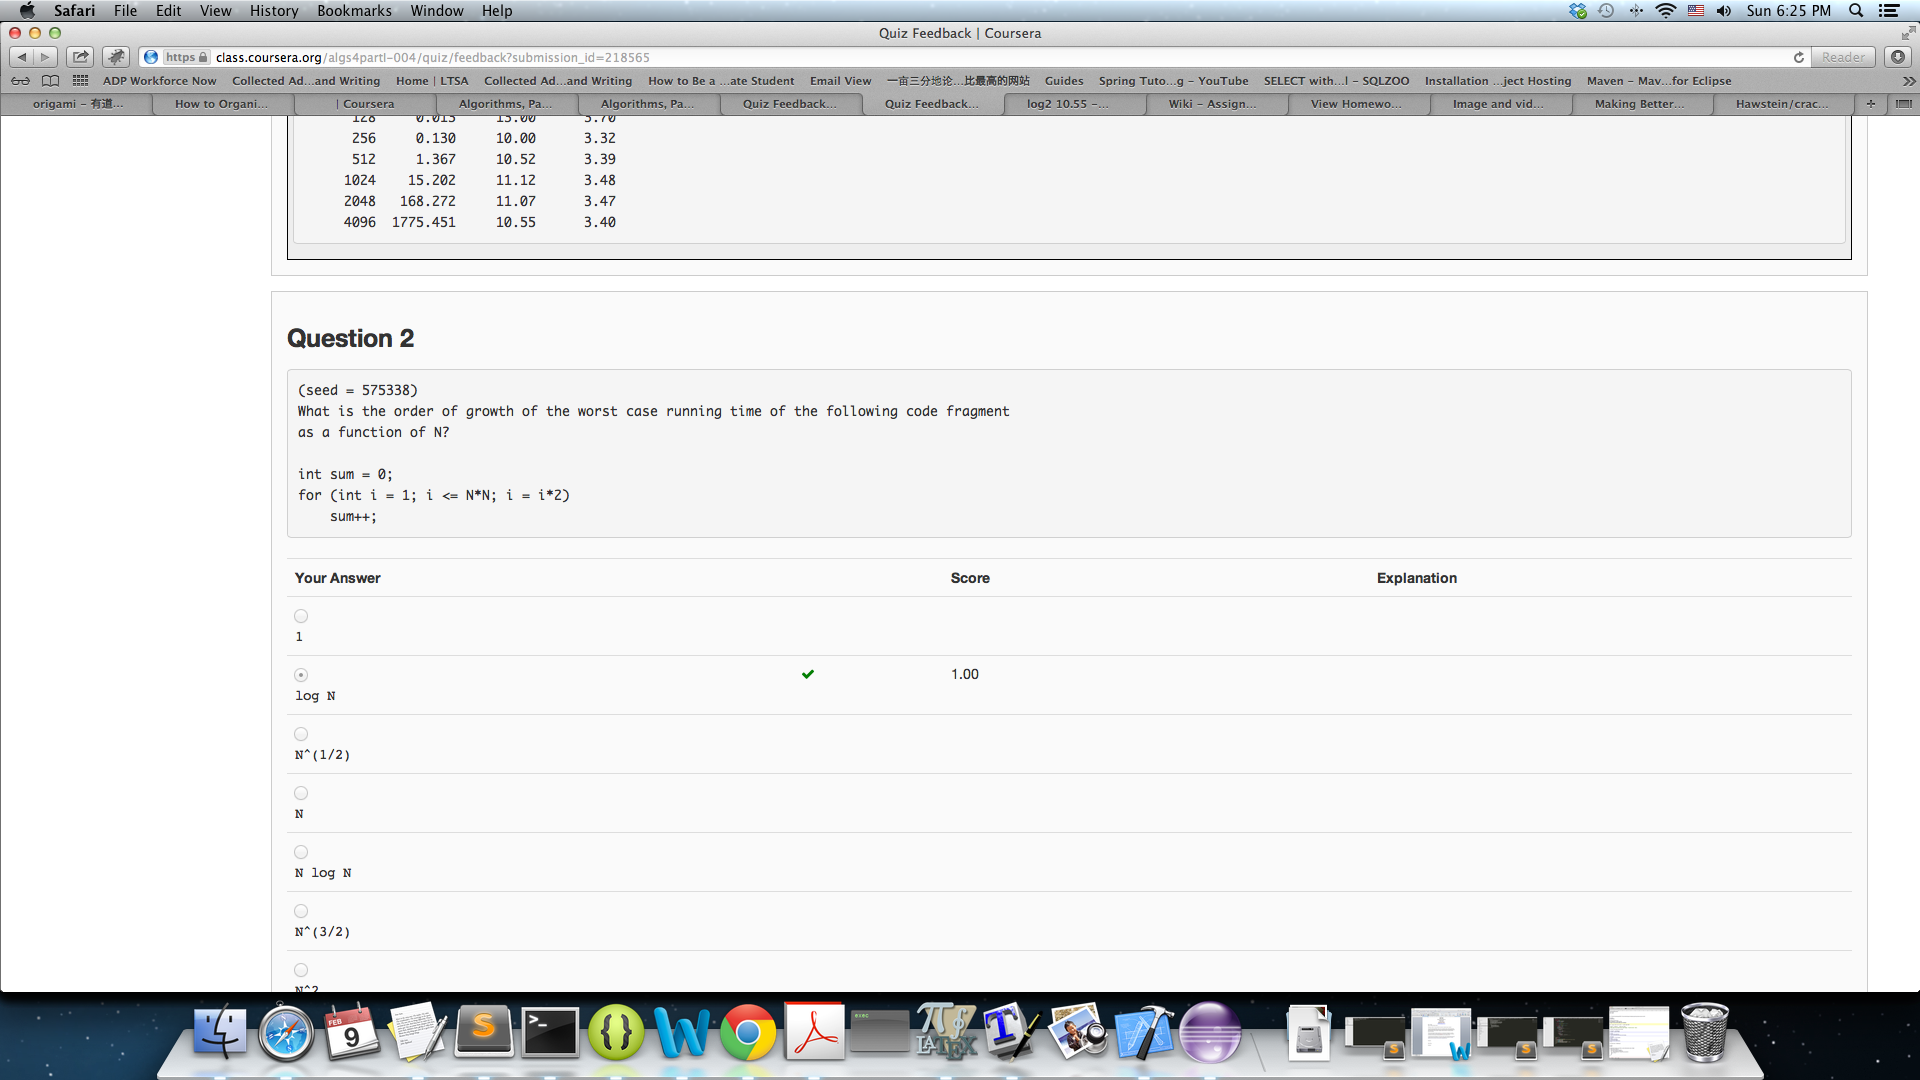 Safari File Edit View History Bookmarks Window Help Sun 6:25 PM
Quiz Feedback | Coursera
https class.coursera.org/algs4partI-004/quiz/feedback?submission_id=218565 Reader
ADP Workforce Now Collected Ad...and Writing Home | LTSA Collected Ad...and Writing How to Be a ...ate Student Email View 一亩三分地论...比最高的网站 Guides Spring Tuto...g – YouTube SELECT with...l – SQLZOO Installation ...ject Hosting Maven – Mav...for Eclipse
origami – 有道... How to Organi... | Coursera Algorithms, Pa... Algorithms, Pa... Quiz Feedback... Quiz Feedback... log2 10.55 –... Wiki – Assign... View Homewo... Image and vid... Making Better... Hawstein/crac...
128 0.013 13.00 3.70
256 0.130 10.00 3.32
512 1.367 10.52 3.39
1024 15.202 11.12 3.48
2048 168.272 11.07 3.47
4096 1775.451 10.55 3.40
Question 2
(seed = 575338)
What is the order of growth of the worst case running time of the following code fragment
as a function of N?
int sum = 0;
for (int i = 1; i <= N*N; i = i*2)
sum++;
Your Answer Score Explanation
1
1.00
log N
N^(1/2)
N
N log N
N^(3/2)
N^2
FEB
9